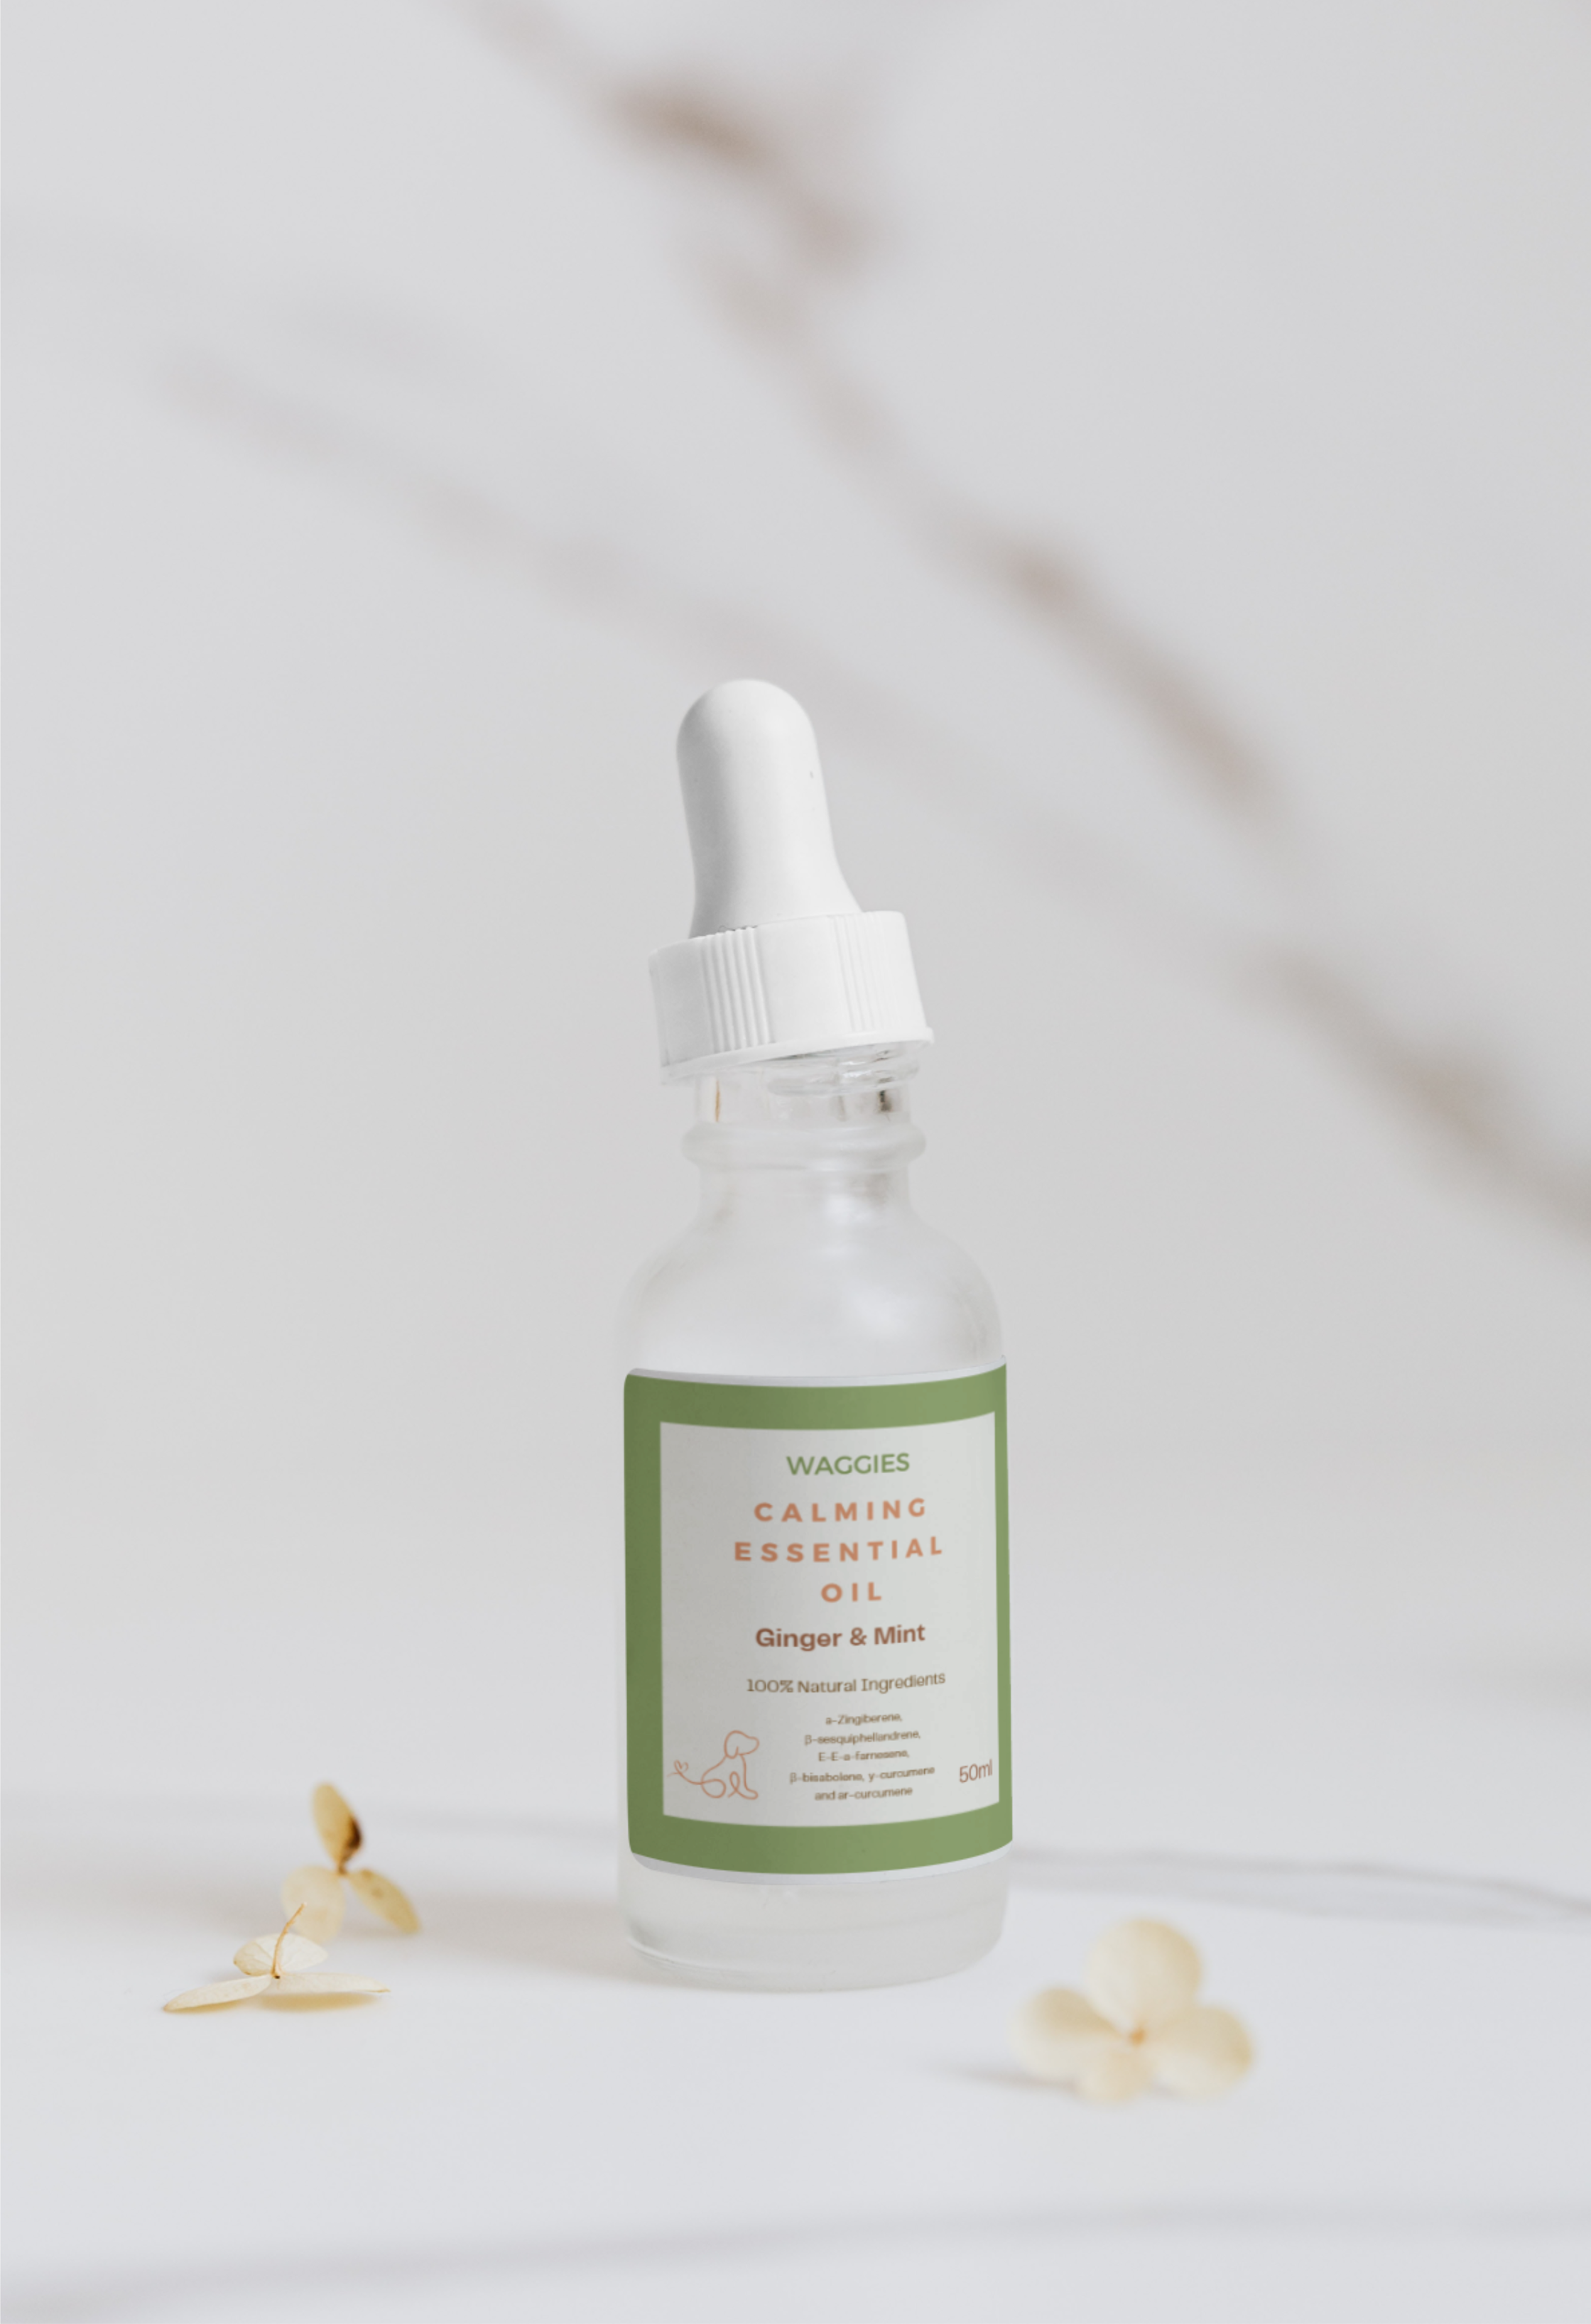 WAGGIES
CALMING
ESSENTIAL
OIL
Ginger & Mint
100% Natural Ingredients
a-Zingiberene,
β-sesquiphellandrene,
E-E-a-farnesene,
β-bisabolene, y-curcumene
and ar-curcumene
50ml